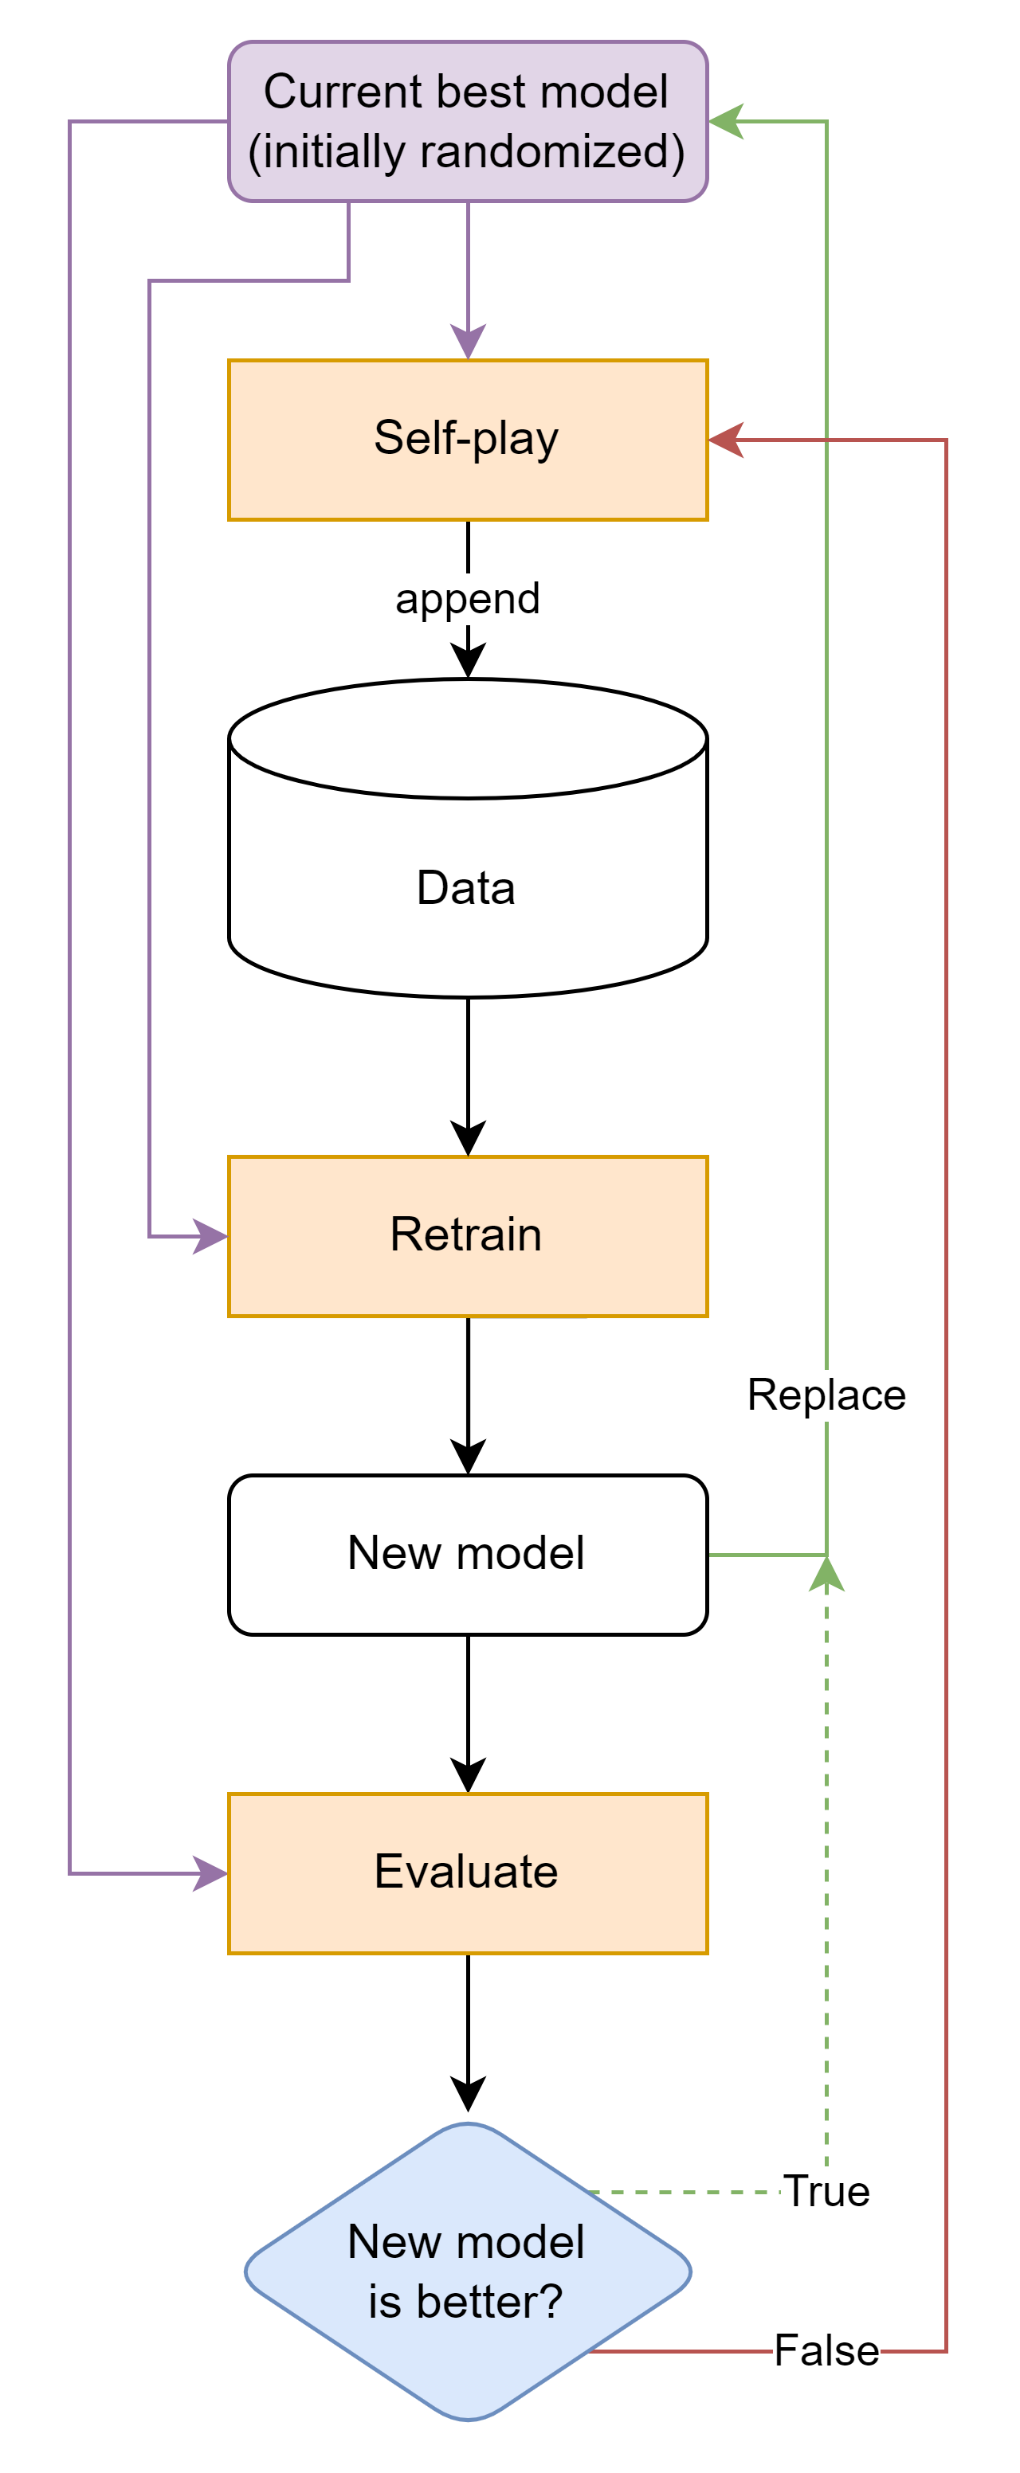 Current best model
(initially randomized)
Self-play
append
Data
Retrain
Replace
New model
Evaluate
True
New model
is better?
False